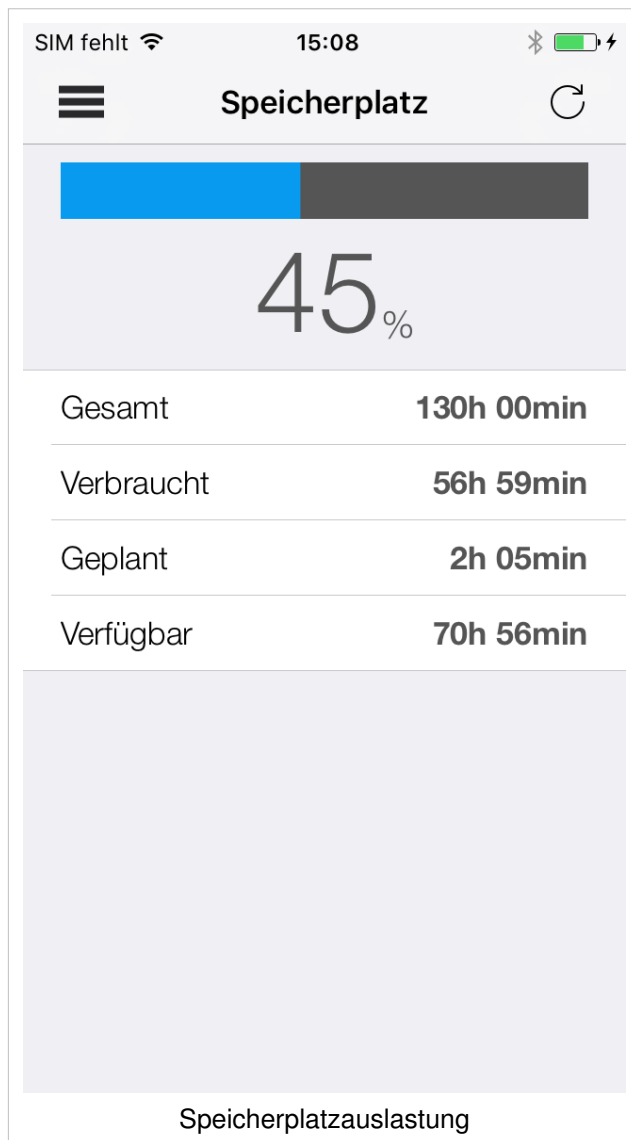 SIM fehlt 15:08
Speicherplatz
45%
Gesamt 130h 00min
Verbraucht 56h 59min
Geplant 2h 05min
Verfügbar 70h 56min
Speicherplatzauslastung